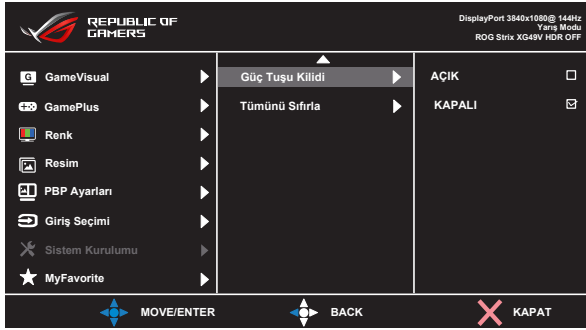 REPUBLIC OF
GAMERS
DisplayPort 3840x1080@ 144Hz
Yarış Modu
ROG Strix XG49V HDR OFF
G GameVisual
GamePlus
Renk
Resim
PBP Ayarları
Giriş Seçimi
Sistem Kurulumu
MyFavorite
Güç Tuşu Kilidi
Tümünü Sıfırla
AÇIK
KAPALI
MOVE/ENTER
BACK
KAPAT